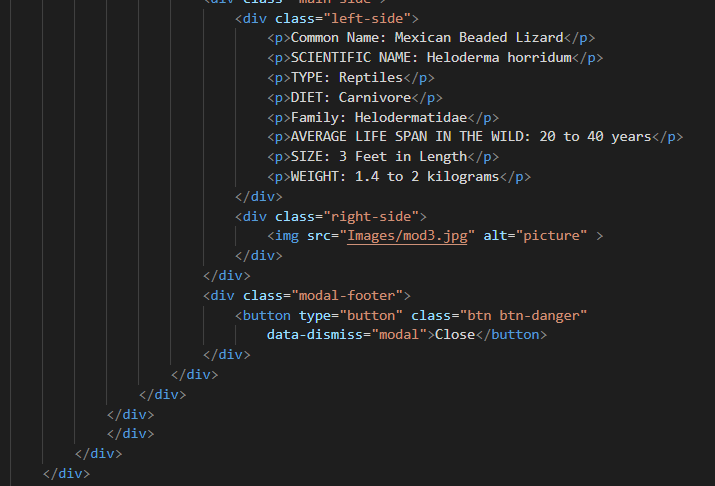 <div class="main-side">
<div class="left-side">
<p>Common Name: Mexican Beaded Lizard</p>
<p>SCIENTIFIC NAME: Heloderma horridum</p>
<p>TYPE: Reptiles</p>
<p>DIET: Carnivore</p>
<p>Family: Helodermatidae</p>
<p>AVERAGE LIFE SPAN IN THE WILD: 20 to 40 years</p>
<p>SIZE: 3 Feet in Length</p>
<p>WEIGHT: 1.4 to 2 kilograms</p>
</div>
<div class="right-side">
<img src="Images/mod3.jpg" alt="picture" >
</div>
</div>
<div class="modal-footer">
<button type="button" class="btn btn-danger"
data-dismiss="modal">Close</button>
</div>
</div>
</div>
</div>
</div>
</div>
</div>